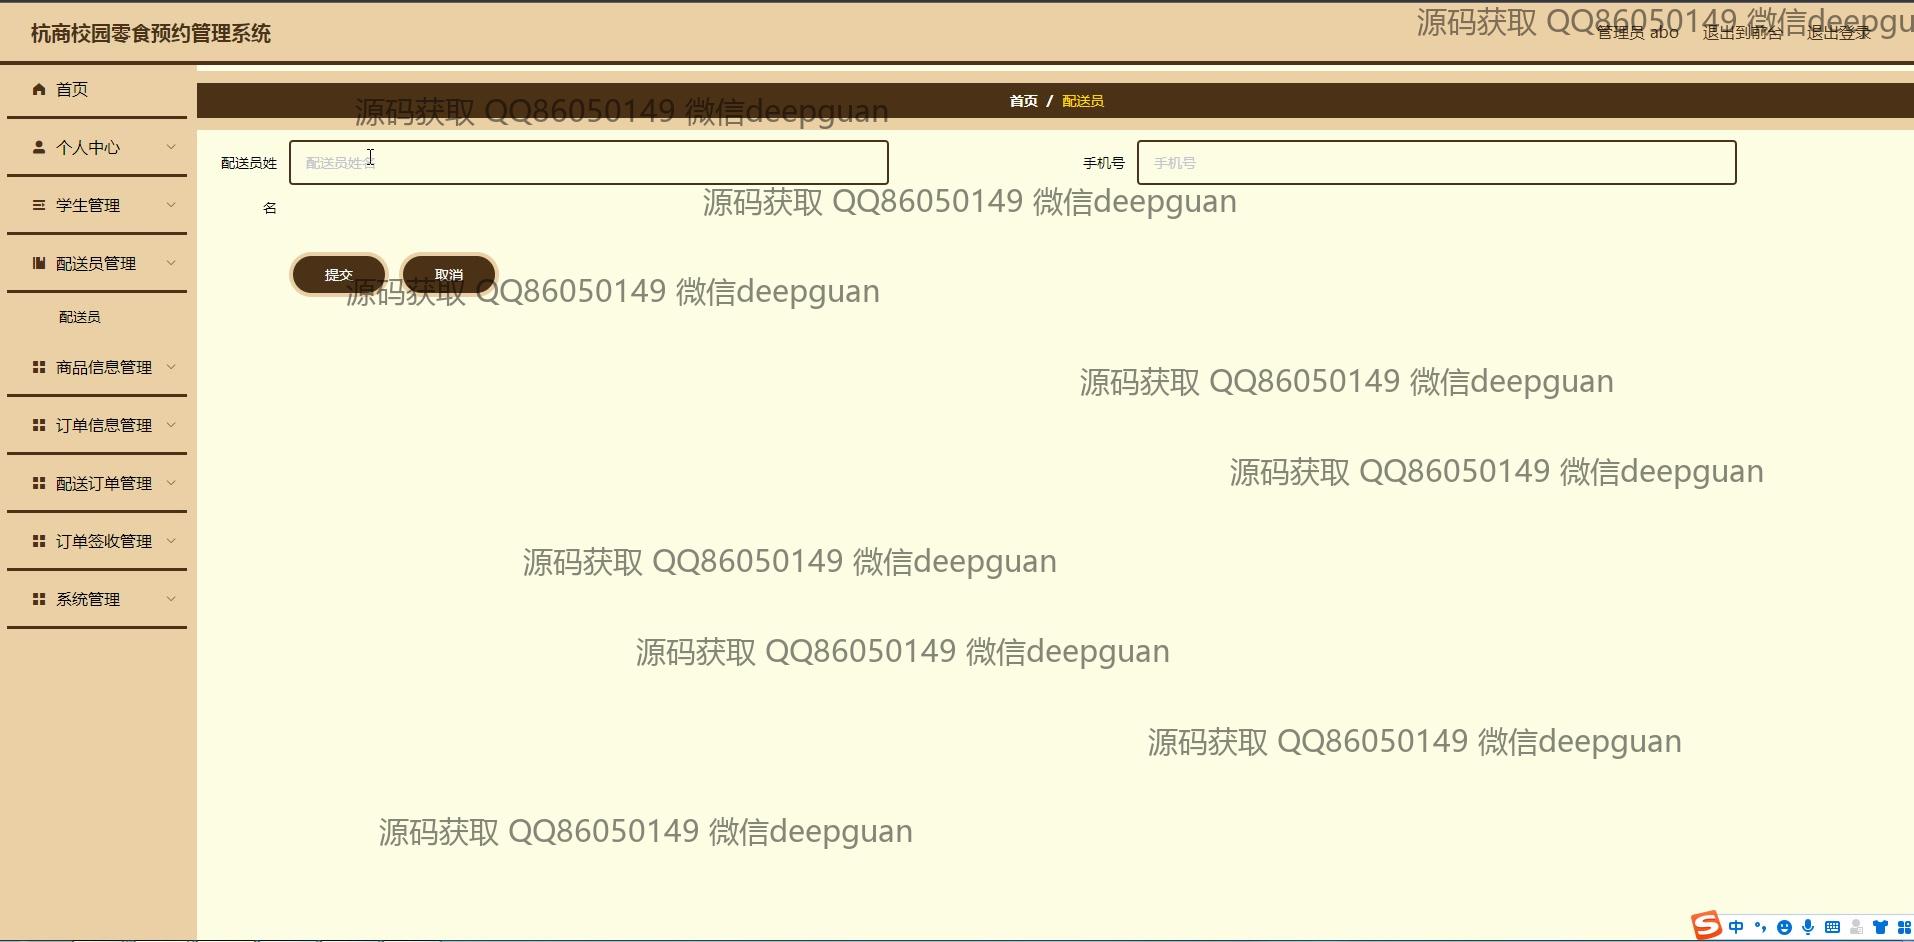 杭商校园零食预约管理系统
源码获取 QQ86050149 微信deepgu
管理员 abo
退出到前台
退出登录
首页
个人中心
学生管理
配送员管理
配送员
商品信息管理
订单信息管理
配送订单管理
订单签收管理
系统管理
首页 / 配送员
源码获取 QQ86050149 微信deepguan
配送员姓
名
配送员姓名
手机号
手机号
源码获取 QQ86050149 微信deepguan
提交
取消
源码获取 QQ86050149 微信deepguan
源码获取 QQ86050149 微信deepguan
源码获取 QQ86050149 微信deepguan
源码获取 QQ86050149 微信deepguan
源码获取 QQ86050149 微信deepguan
源码获取 QQ86050149 微信deepguan
源码获取 QQ86050149 微信deepguan
S 中